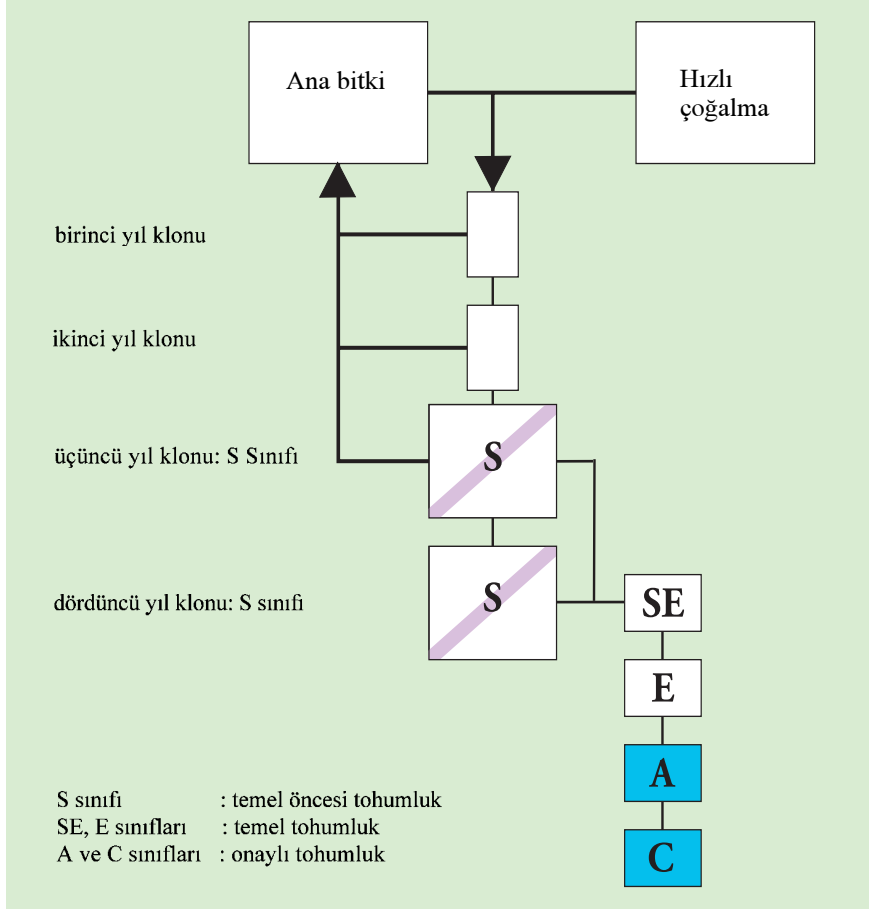 Ana bitki
Hızlı
çoğalma
birinci yıl klonu
ikinci yıl klonu
üçüncü yıl klonu: S Sınıfı
S
dördüncü yıl klonu: S sınıfı
S
SE
E
A
C
S sınıfı : temel öncesi tohumluk
SE, E sınıfları : temel tohumluk
A ve C sınıfları : onaylı tohumluk